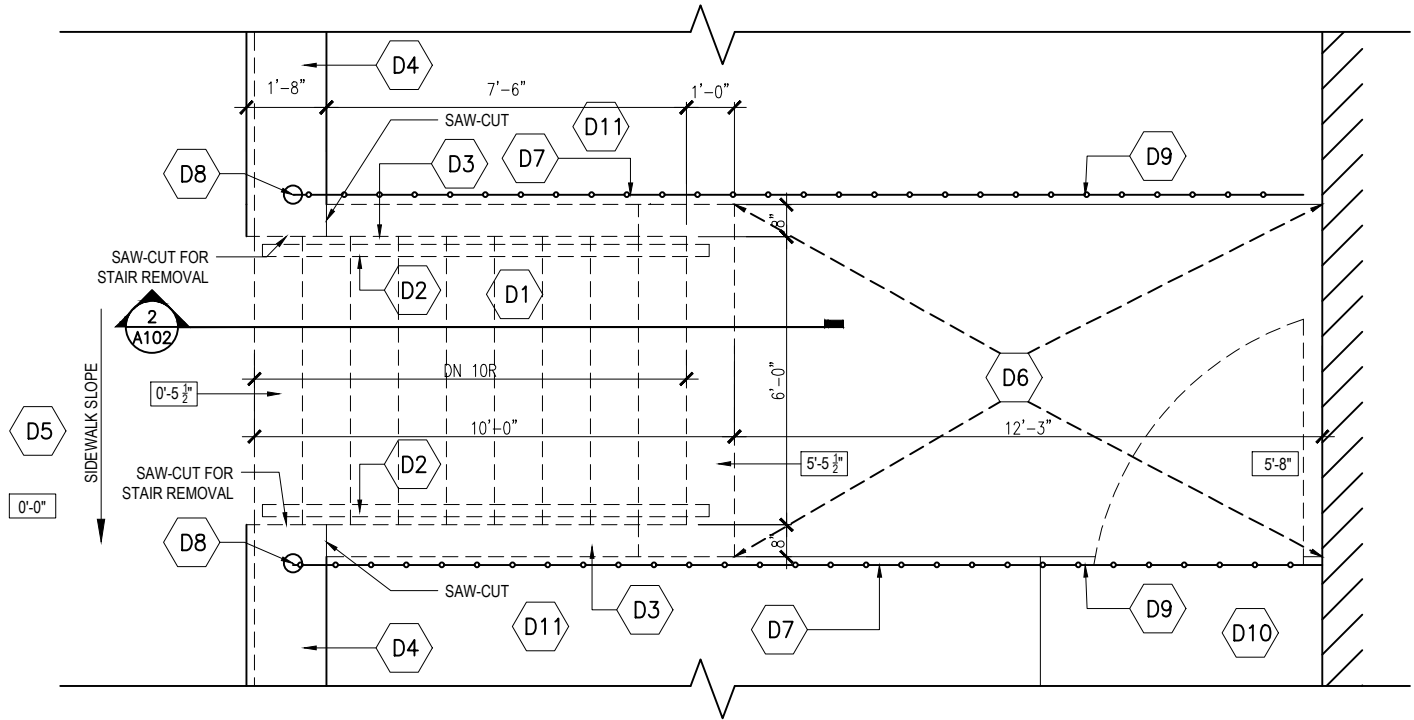 D4
1'-8"
7'-6"
1'-0"
SAW-CUT
D11
D8
D3
D7
D9
8"
SAW-CUT FOR
STAIR REMOVAL
D2
D1
2
A102
DN 10R
D6
6'-0"
0'-5 1/2"
D5
SIDEWALK SLOPE
10'-0"
12'-3"
D2
5'-5 1/2"
5'-8"
SAW-CUT FOR
STAIR REMOVAL
0'-0"
8"
D8
SAW-CUT
D3
D9
D11
D7
D10
D4